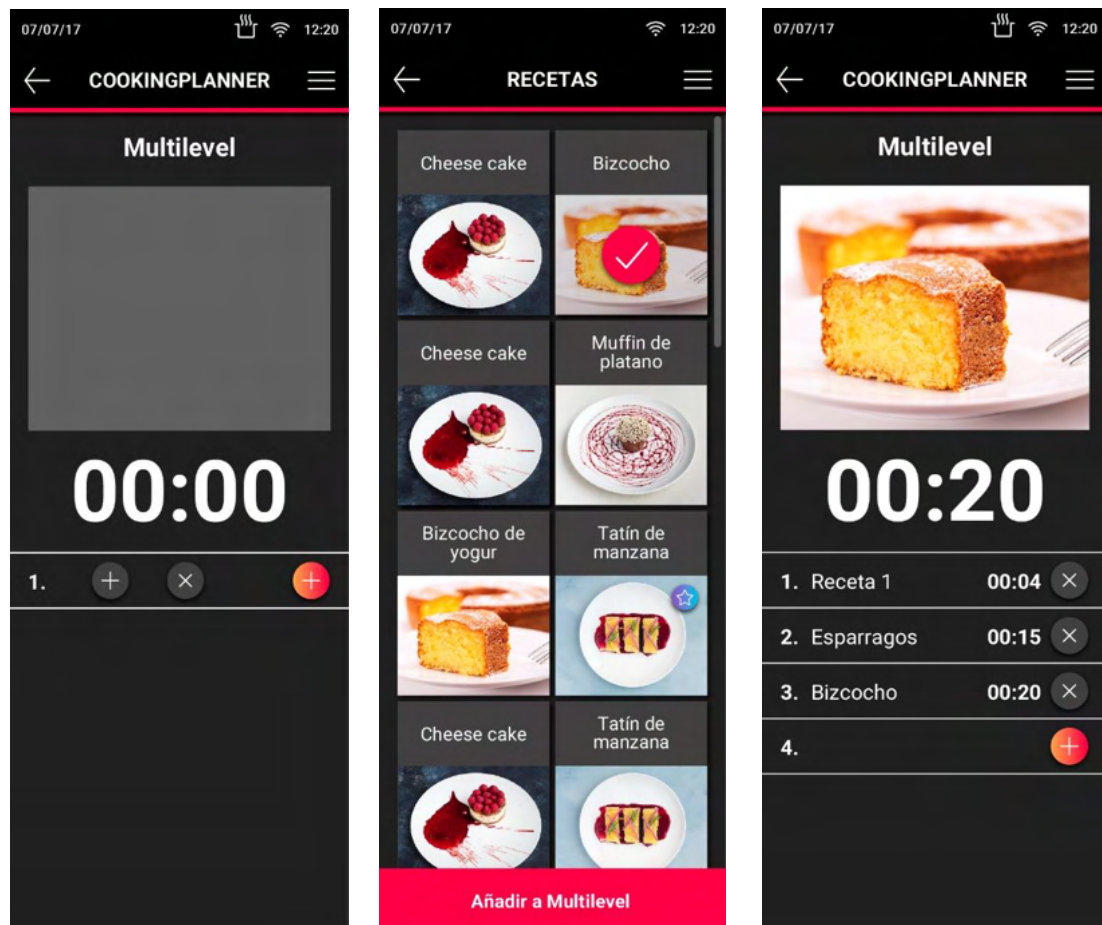 07/07/17 12:20
COOKINGPLANNER
Multilevel
00:00
1.
07/07/17 12:20
RECETAS
Cheese cake
Bizcocho
Cheese cake
Muffin de
platano
Bizcocho de
yogur
Tatín de
manzana
Cheese cake
Tatín de
manzana
Añadir a Multilevel
07/07/17 12:20
COOKINGPLANNER
Multilevel
00:20
1. Receta 1 00:04
2. Esparragos 00:15
3. Bizcocho 00:20
4.